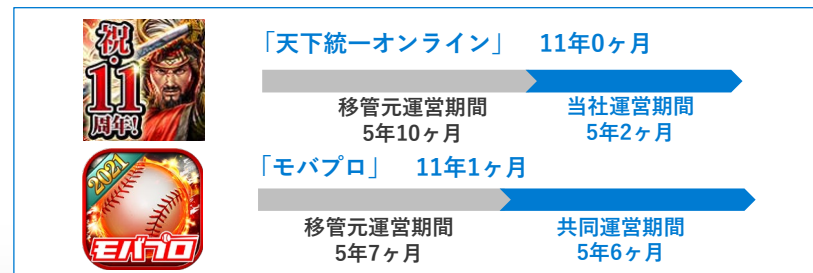 祝・11周年!
「天下統一オンライン」　11年0ヶ月
移管元運営期間
5年10ヶ月
当社運営期間
5年2ヶ月
2021
モバプロ
「モバプロ」　11年1ヶ月
移管元運営期間
5年7ヶ月
共同運営期間
5年6ヶ月